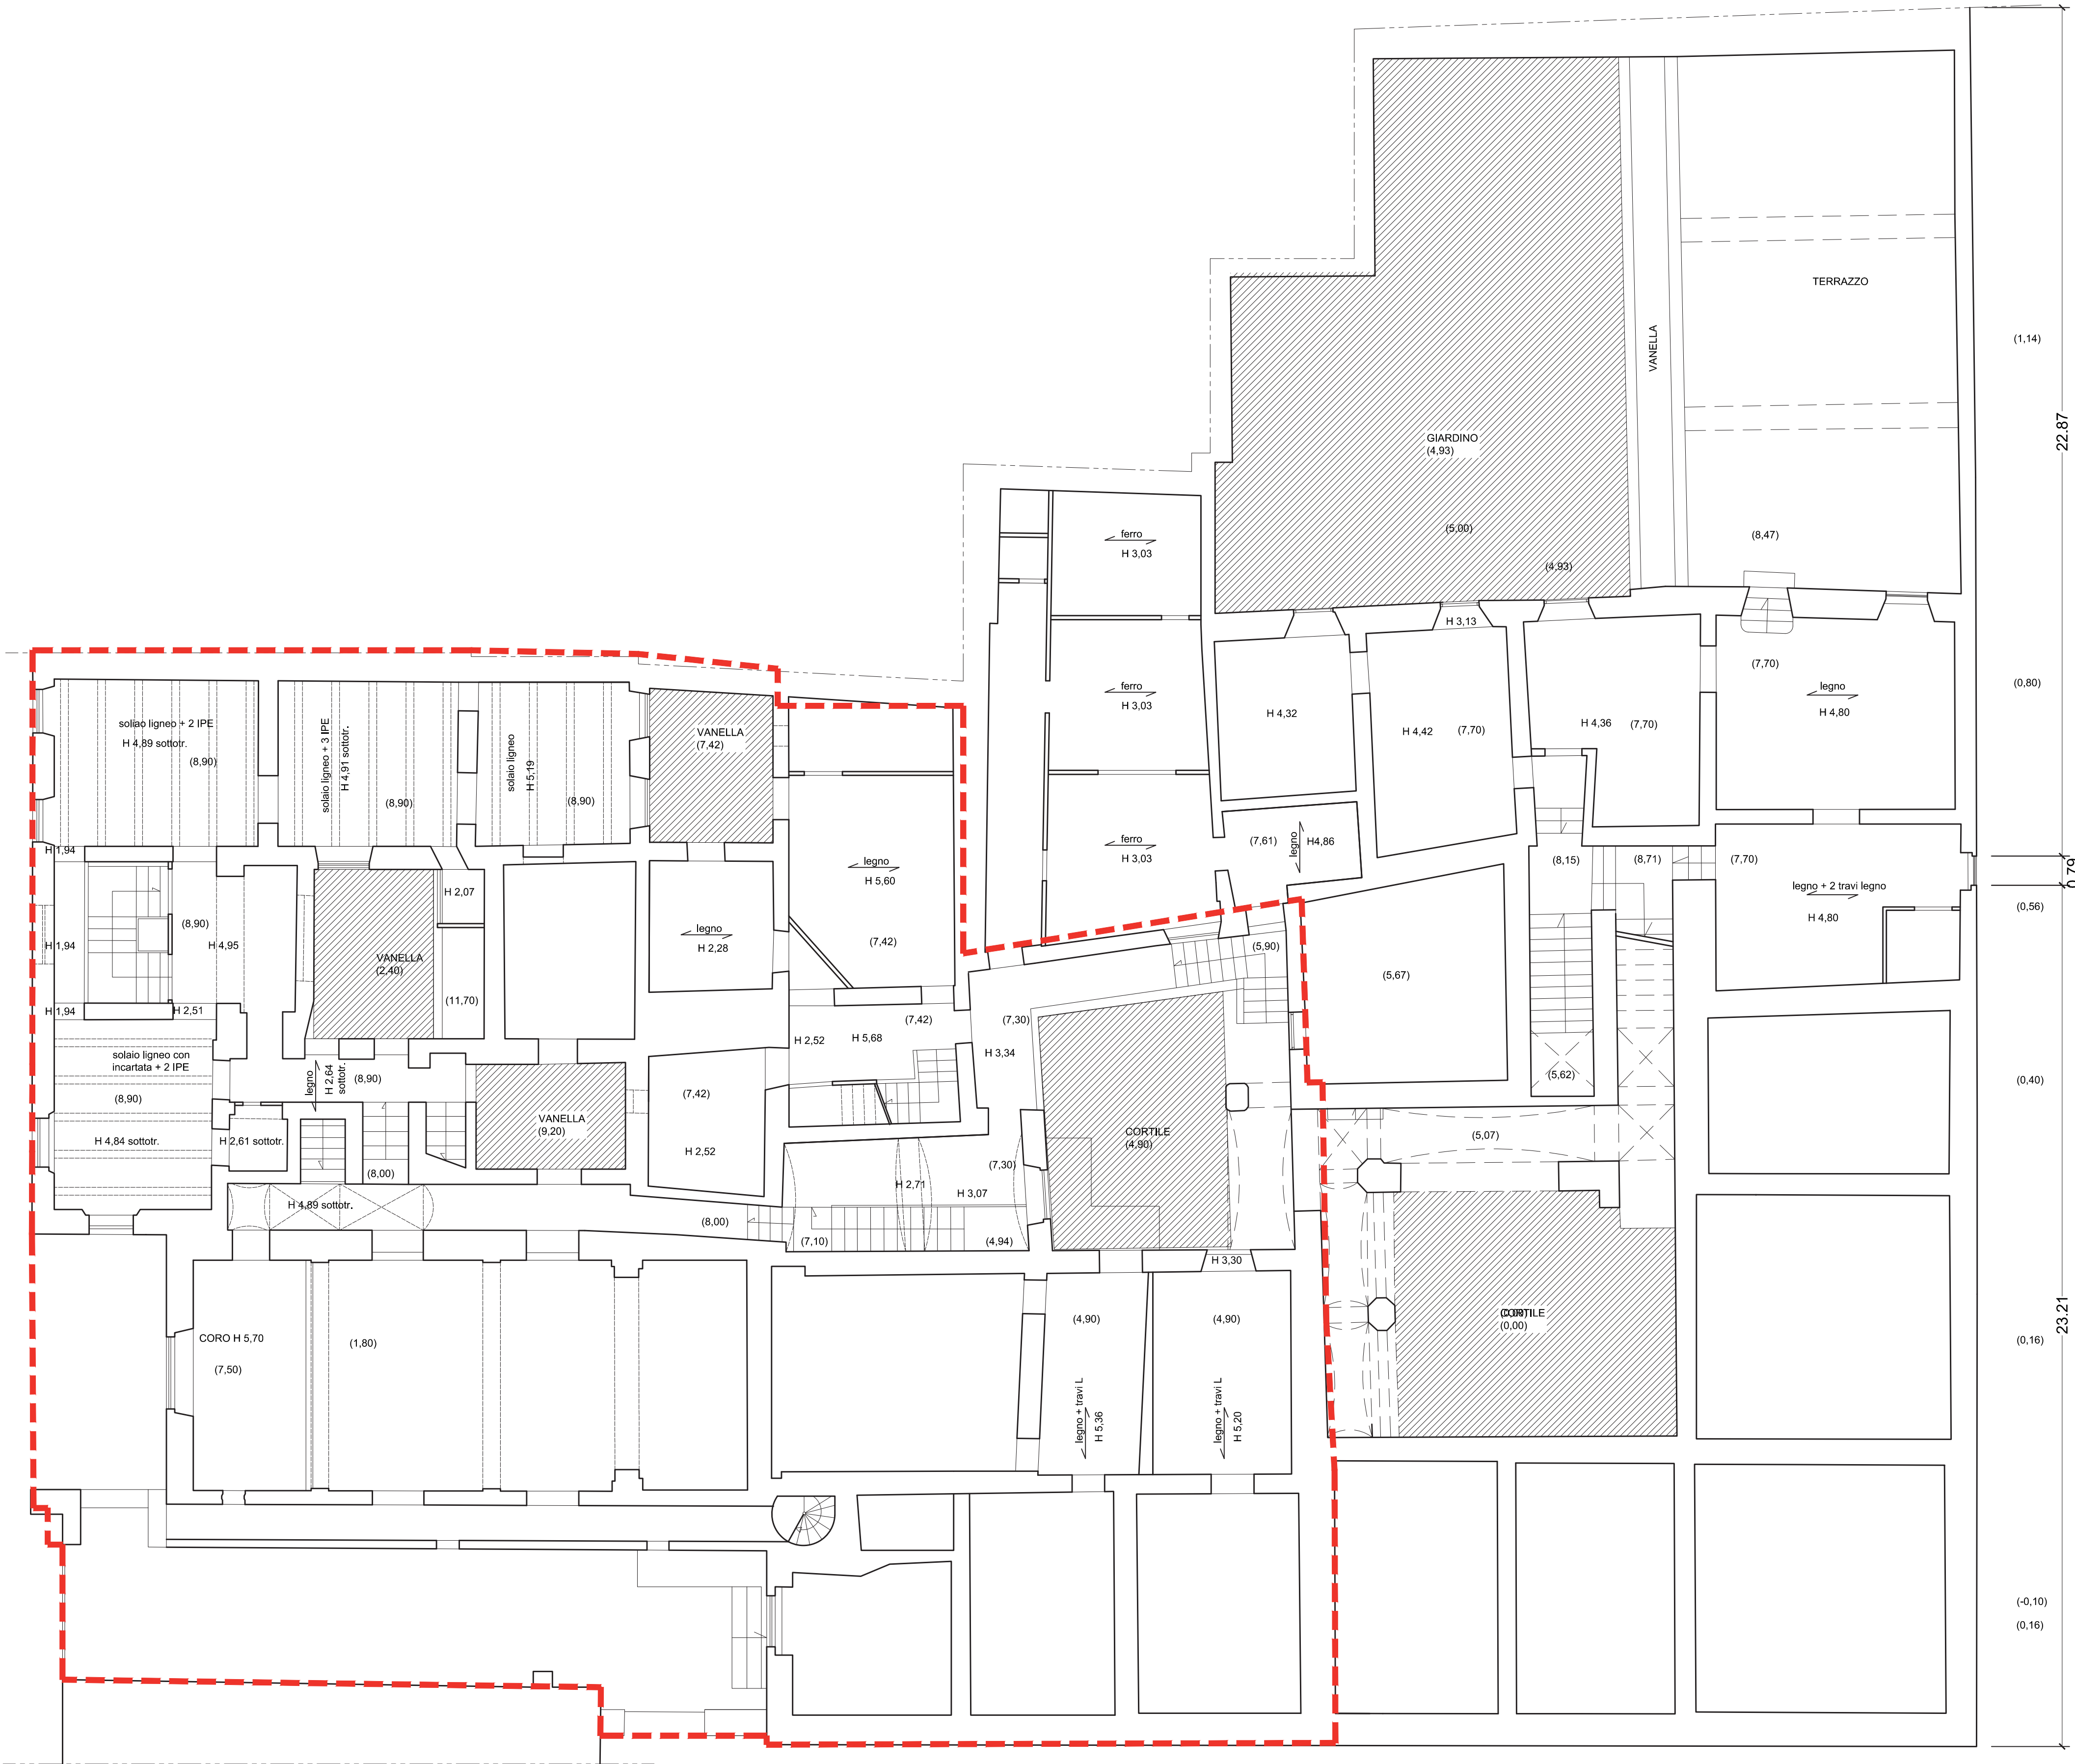 TERRAZZO
(1,14)
VANELLA
22.87
GIARDINO
(4,93)
(5,00)
(8,47)
ferro
H 3,03
(4,93)
H 3,13
(7,70)
(0,80)
ferro
H 3,03
legno
H 4,80
H 4,32
H 4,42
(7,70)
H 4,36
(7,70)
soliao ligneo + 2 IPE
H 4,89 sottotr.
(8,90)
solaio ligneo + 3 IPE
H 4,91 sottotr.
(8,90)
solaio ligneo
H 5,19
(8,90)
VANELLA
(7,42)
ferro
H 3,03
(7,61)
legno
H4,86
H 1,94
legno
H 5,60
(8,15)
(8,71)
(7,70)
0.79
legno + 2 travi legno
H 4,80
(0,56)
H 2,07
(8,90)
H 4,95
H 1,94
legno
H 2,28
(7,42)
(5,90)
VANELLA
(2,40)
(5,67)
(11,70)
H 1,94
H 2,51
(7,42)
(7,30)
H 2,52
H 5,68
H 3,34
solaio ligneo con
incartata + 2 IPE
(8,90)
legno
H 2,64
sottotr.
(8,90)
(5,62)
(0,40)
(7,42)
VANELLA
(9,20)
CORTILE
(4,90)
(5,07)
H 4,84 sottotr.
H 2,61 sottotr.
H 2,52
(8,00)
(7,30)
H 2,71
H 3,07
H 4,89 sottotr.
(8,00)
(7,10)
(4,94)
H 3,30
CORO H 5,70
(7,50)
(1,80)
(4,90)
(4,90)
CORTILE
(0,00)
(0,16)
23.21
legno + travi L
H 5,36
legno + travi L
H 5,20
(-0,10)
(0,16)